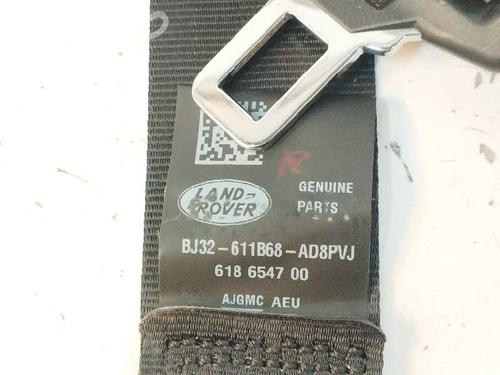 R
LAND-
ROVER
GENUINE
PARTS
BJ32-611B68-AD8PVJ
618 6547 00
AJGMC AEU